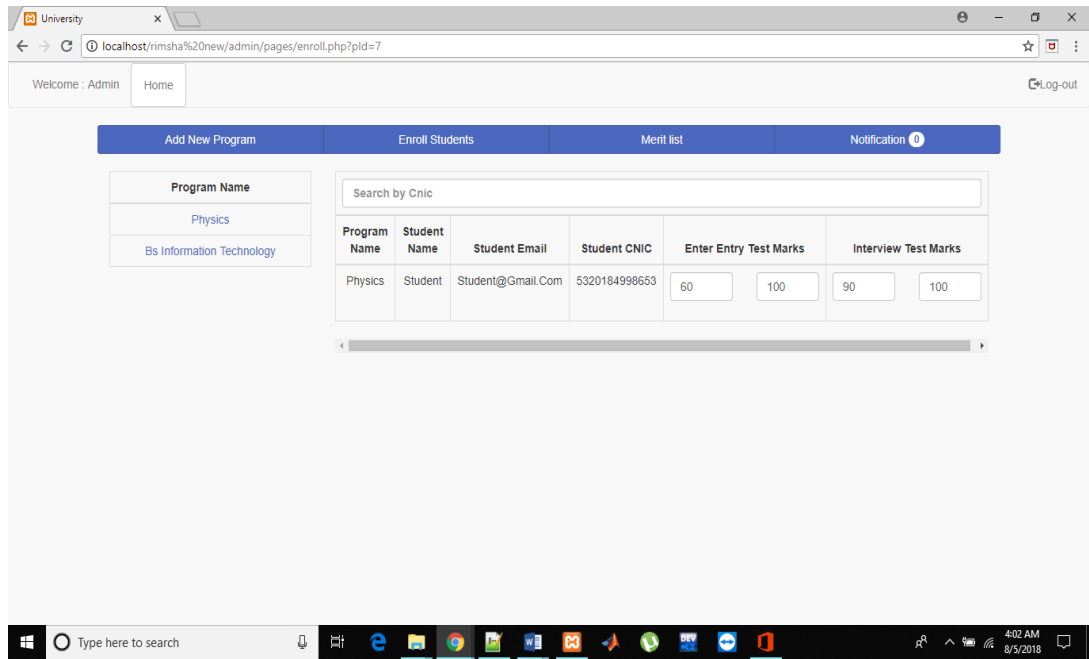 University
localhost/rimsha%20new/admin/pages/enroll.php?pId=7
Welcome : Admin Home Log-out
Add New Program Enroll Students Merit list Notification 0
Program Name
Physics
Bs Information Technology
Search by Cnic
Program Name Student Name Student Email Student CNIC Enter Entry Test Marks Interview Test Marks
Physics Student Student@Gmail.Com 5320184998653 60 100 90 100
Type here to search
DEV
4:02 AM
8/5/2018